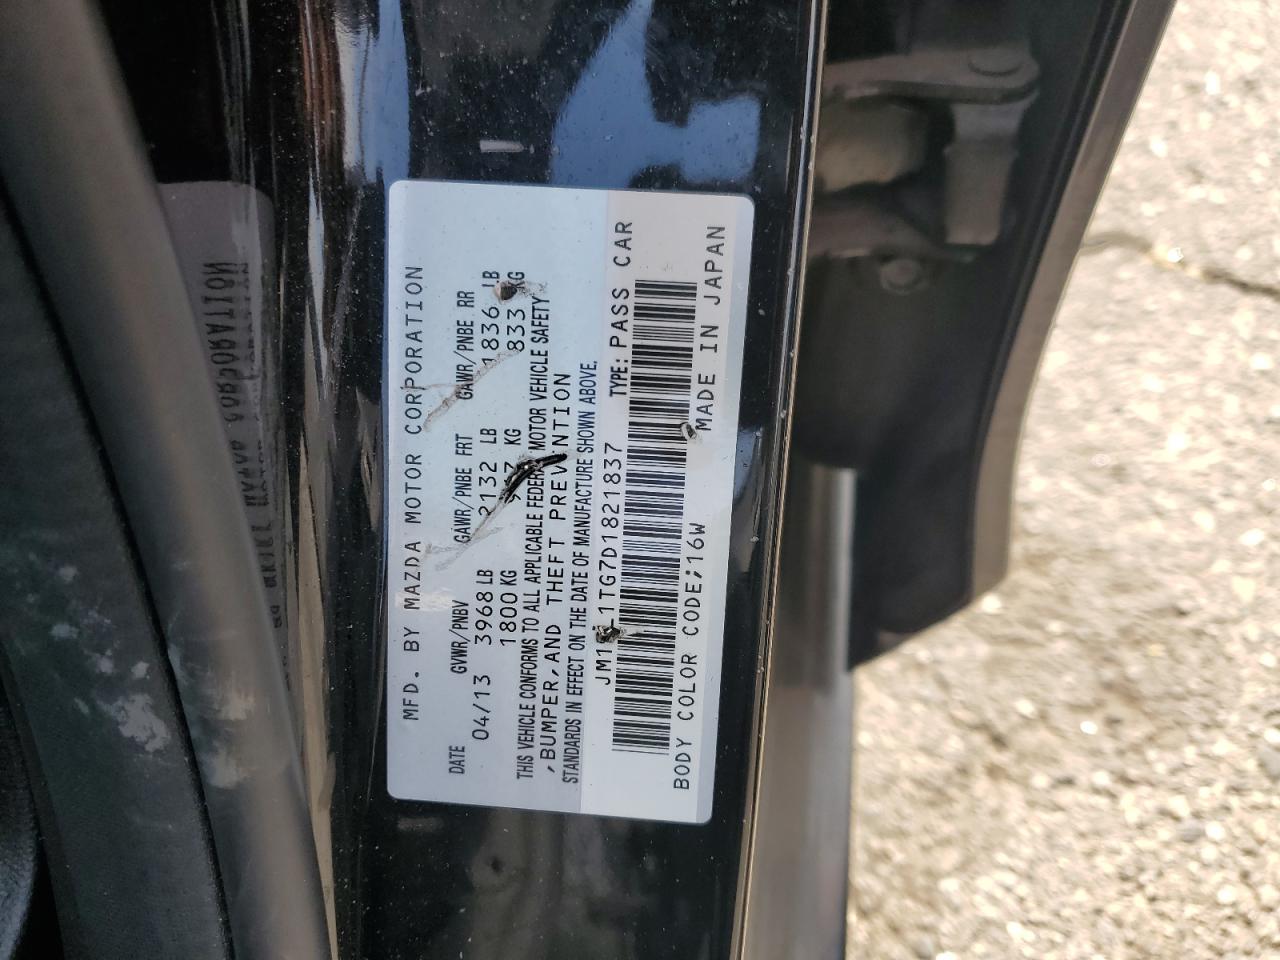 MFD. BY MAZDA MOTOR CORPORATION
DATE GVWR/PNBV GAWR/PNBE FRT GAWR/PNBE RR
04/13 3968 LB 2132 LB 1836 LB
1800 KG KG 833 KG
THIS VEHICLE CONFORMS TO ALL APPLICABLE FEDERAL MOTOR VEHICLE SAFETY
,BUMPER,AND THEFT PREVENTION
STANDARDS IN EFFECT ON THE DATE OF MANUFACTURE SHOWN ABOVE.
TG7D1821837 TYPE: PASS CAR
BODY COLOR CODE;16W MADE IN JAPAN